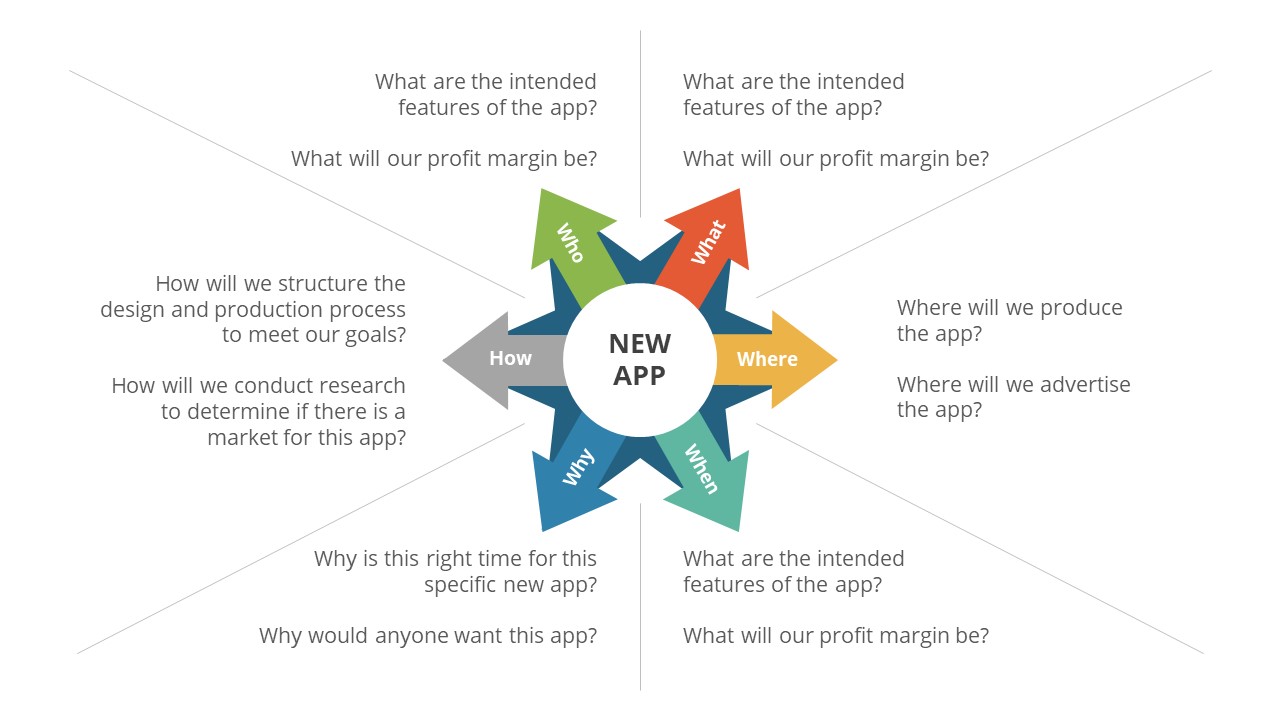 What are the intended
features of the app?
What will our profit margin be?
What are the intended
features of the app?
What will our profit margin be?
Who
What
How will we structure the
design and production process
to meet our goals?
How will we conduct research
to determine if there is a
market for this app?
How
NEW
APP
Where
Where will we produce
the app?
Where will we advertise
the app?
Why
When
Why is this right time for this
specific new app?
Why would anyone want this app?
What are the intended
features of the app?
What will our profit margin be?